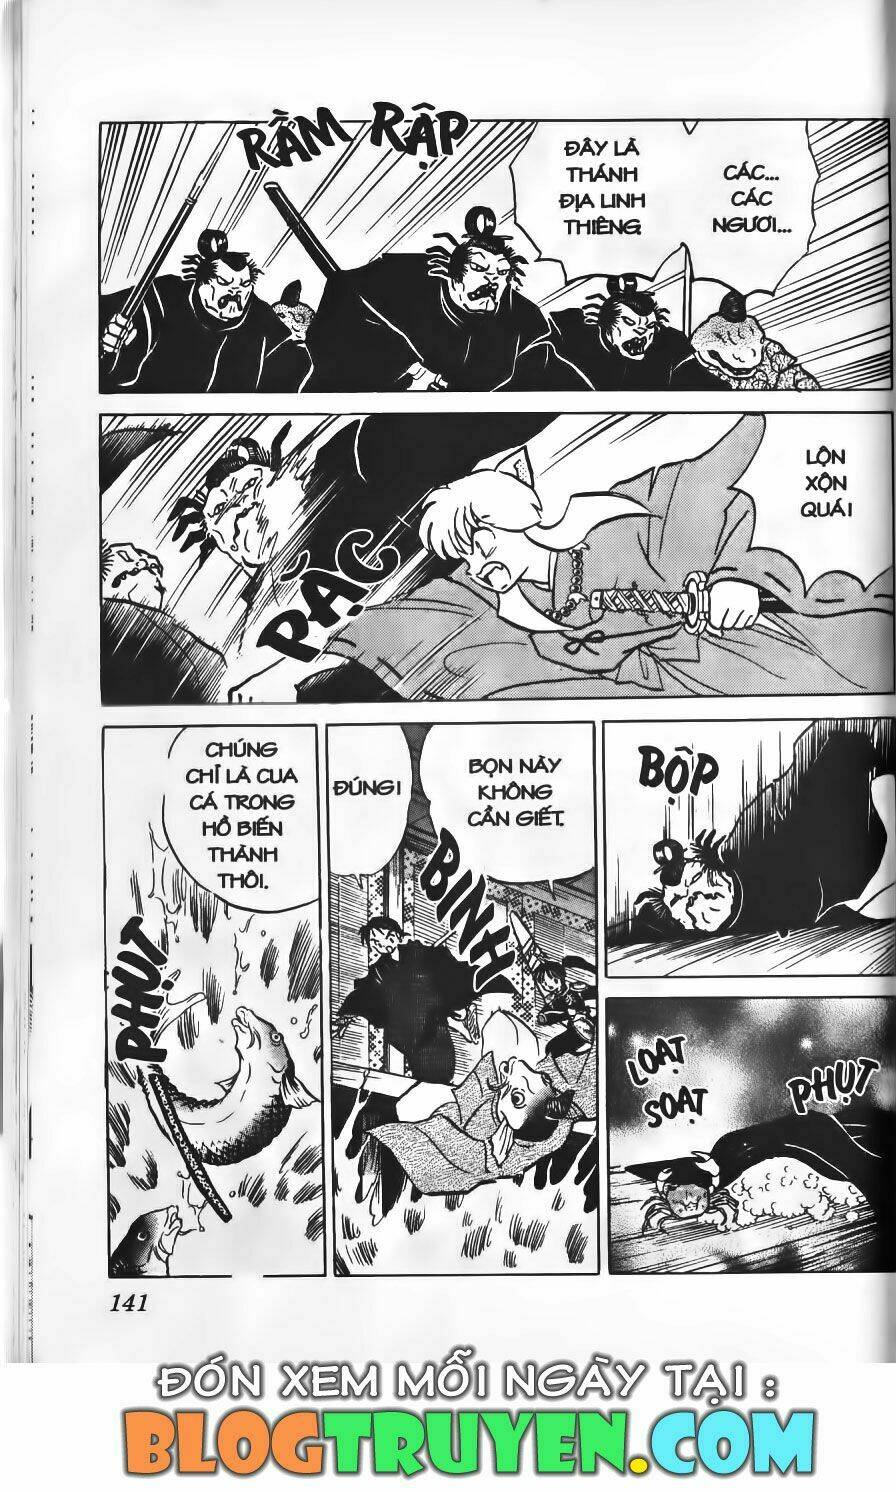 RẦM RẬP
CÁC...
CÁC
NGƯƠI...
ĐÂY LÀ
THÁNH
ĐỊA LINH
THIÊNG.
LỘN
XỘN
QUÁ!
PẶC
BỘP
LOẠT
SOẠT
PHỤT
BỌN NÀY
KHÔNG
CẦN GIẾT.
ĐÚNG!
BINH
CHÚNG
CHỈ LÀ CUA
CÁ TRONG
HỒ BIẾN
THÀNH
THÔI.
PHỤT
141
ĐÓN XEM MỖI NGÀY TẠI :
BLOGTRUYEN.COM